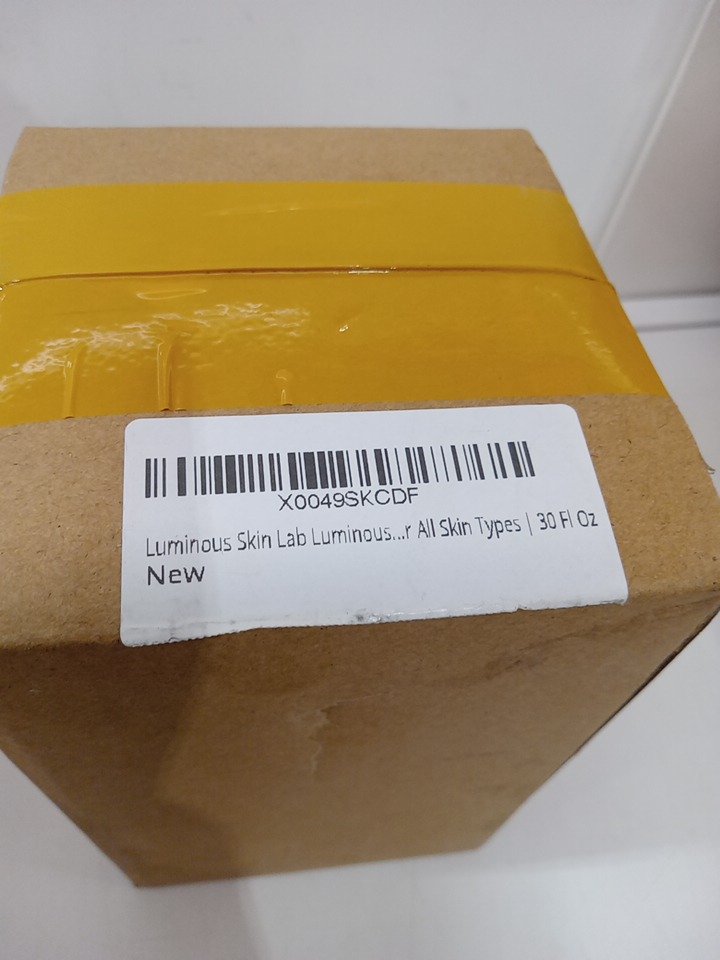 X0049SKCDF
Luminous Skin Lab Luminous...r All Skin Types | 30 Fl Oz
New